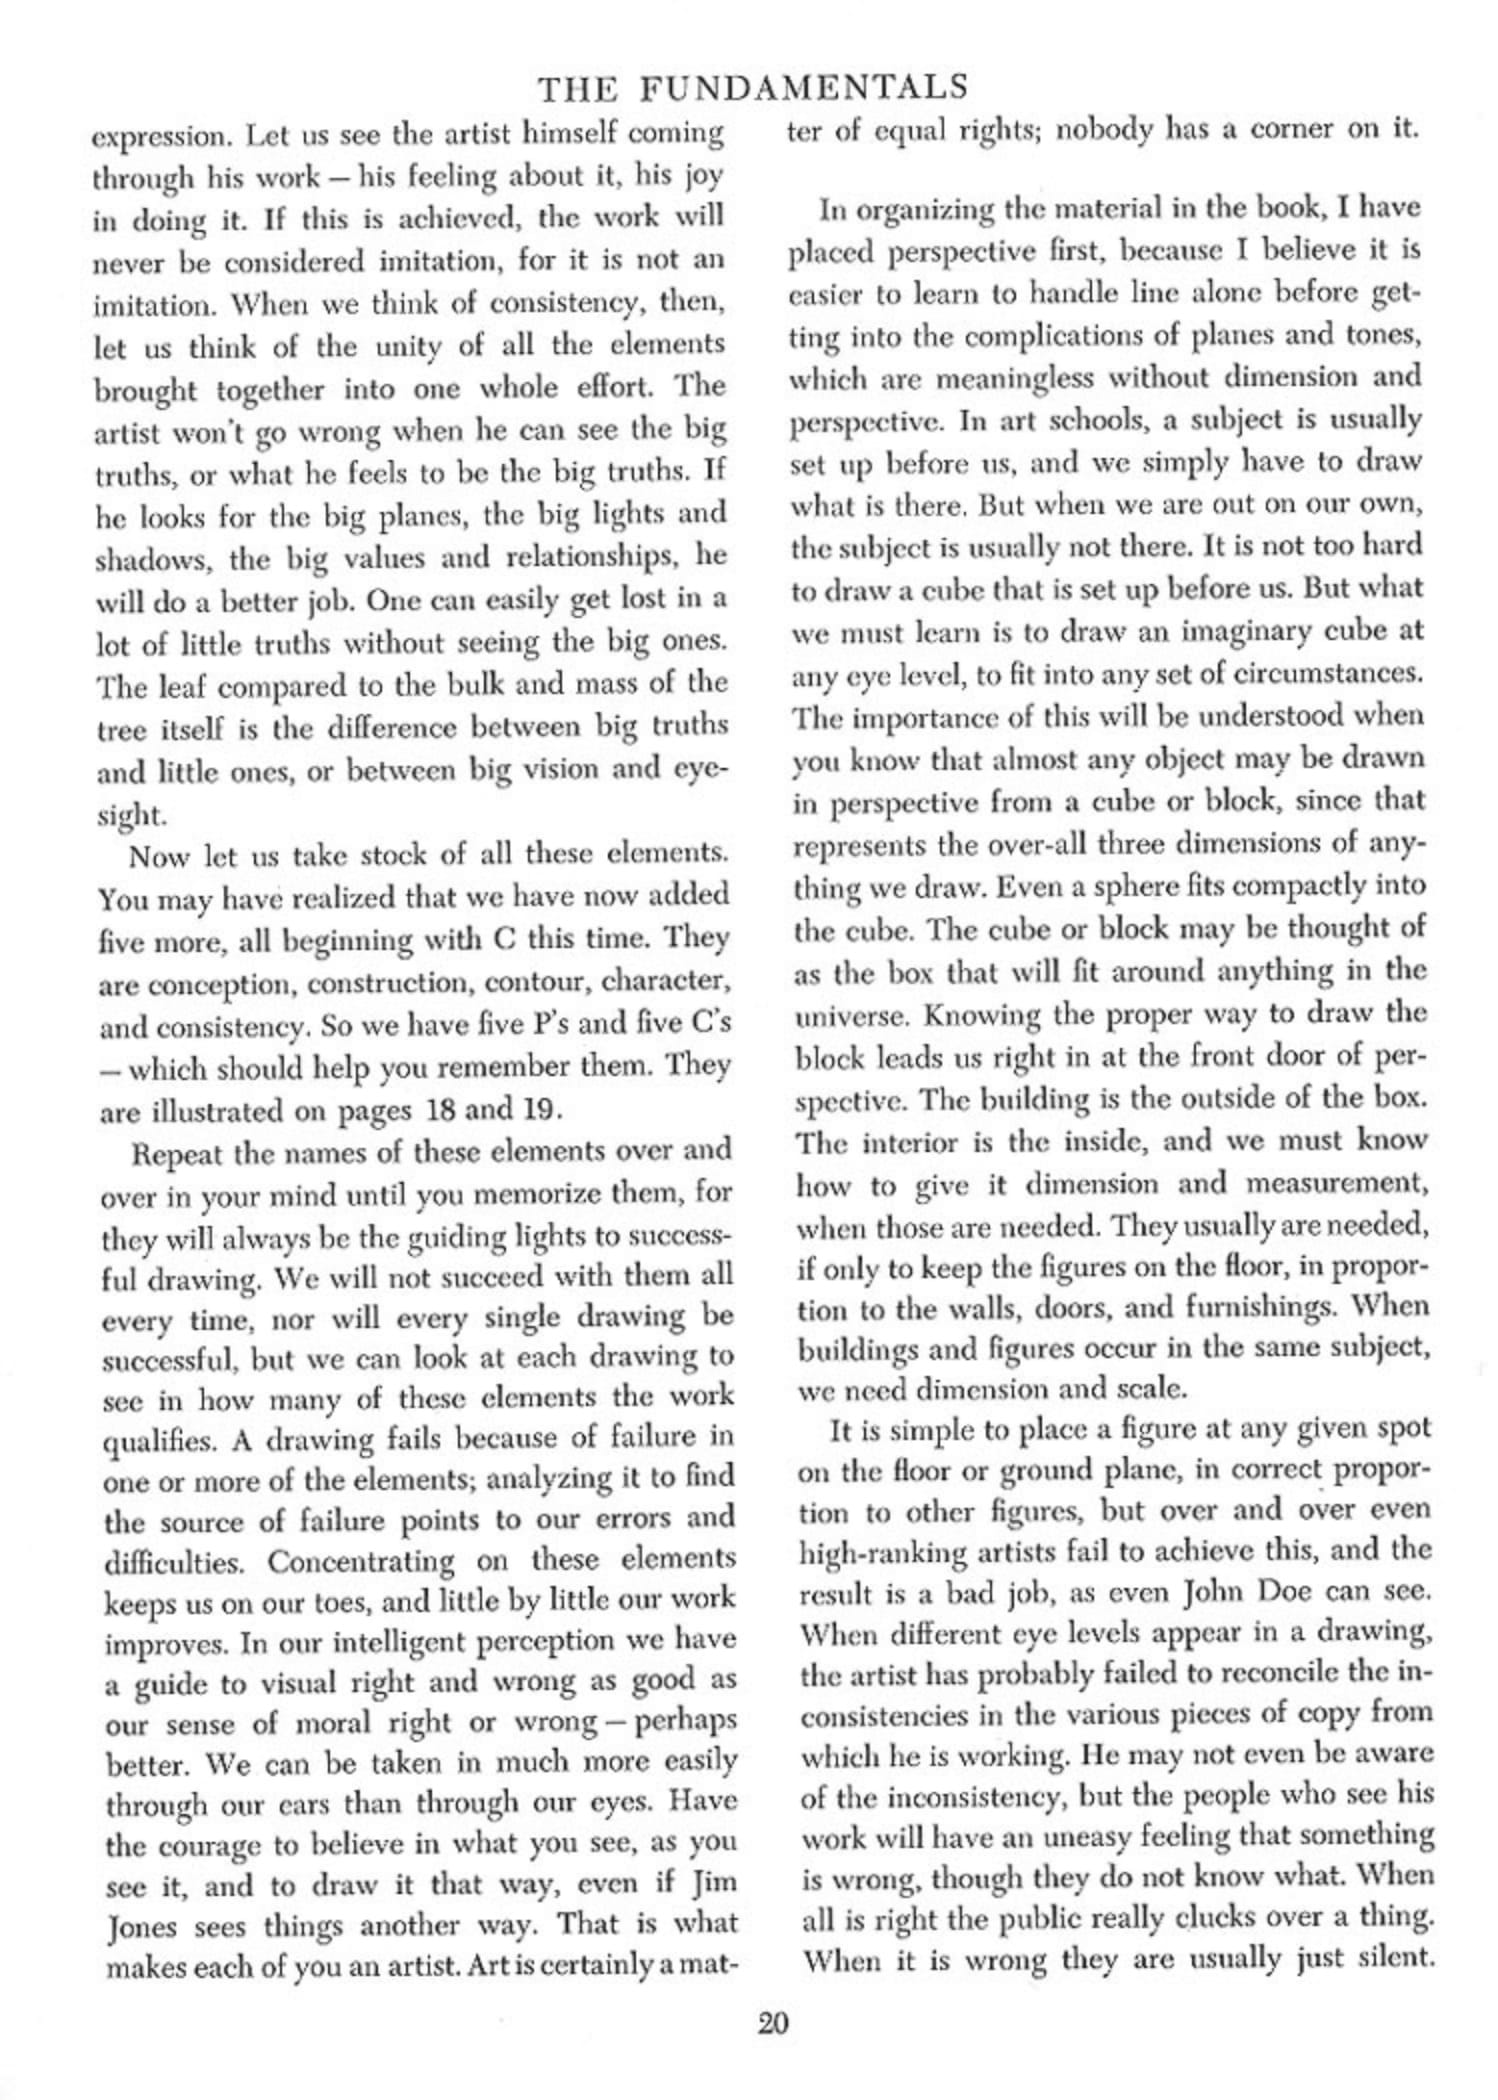 THE FUNDAMENTALS
expression. Let us see the artist himself coming
through his work — his feeling about it, his joy
in doing it. If this is achieved, the work will
never be considered imitation, for it is not an
imitation. When we think of consistency, then,
let us think of the unity of all the elements
brought together into one whole effort. The
artist won't go wrong when he can see the big
truths, or what he feels to be the big truths. If
he looks for the big planes, the big lights and
shadows, the big values and relationships, he
will do a better job. One can easily get lost in a
lot of little truths without seeing the big ones.
The leaf compared to the bulk and mass of the
tree itself is the difference between big truths
and little ones, or between big vision and eye-
sight.
Now let us take stock of all these elements.
You may have realized that we have now added
five more, all beginning with C this time. They
are conception, construction, contour, character,
and consistency. So we have five P's and five C's
— which should help you remember them. They
are illustrated on pages 18 and 19.
Repeat the names of these elements over and
over in your mind until you memorize them, for
they will always be the guiding lights to success-
ful drawing. We will not succeed with them all
every time, nor will every single drawing be
successful, but we can look at each drawing to
see in how many of these elements the work
qualifies. A drawing fails because of failure in
one or more of the elements; analyzing it to find
the source of failure points to our errors and
difficulties. Concentrating on these elements
keeps us on our toes, and little by little our work
improves. In our intelligent perception we have
a guide to visual right and wrong as good as
our sense of moral right or wrong — perhaps
better. We can be taken in much more easily
through our ears than through our eyes. Have
the courage to believe in what you see, as you
see it, and to draw it that way, even if Jim
Jones sees things another way. That is what
makes each of you an artist. Art is certainly a mat-
ter of equal rights; nobody has a corner on it.
In organizing the material in the book, I have
placed perspective first, because I believe it is
easier to learn to handle line alone before get-
ting into the complications of planes and tones,
which are meaningless without dimension and
perspective. In art schools, a subject is usually
set up before us, and we simply have to draw
what is there. But when we are out on our own,
the subject is usually not there. It is not too hard
to draw a cube that is set up before us. But what
we must learn is to draw an imaginary cube at
any eye level, to fit into any set of circumstances.
The importance of this will be understood when
you know that almost any object may be drawn
in perspective from a cube or block, since that
represents the over-all three dimensions of any-
thing we draw. Even a sphere fits compactly into
the cube. The cube or block may be thought of
as the box that will fit around anything in the
universe. Knowing the proper way to draw the
block leads us right in at the front door of per-
spective. The building is the outside of the box.
The interior is the inside, and we must know
how to give it dimension and measurement,
when those are needed. They usually are needed,
if only to keep the figures on the floor, in propor-
tion to the walls, doors, and furnishings. When
buildings and figures occur in the same subject,
we need dimension and scale.
It is simple to place a figure at any given spot
on the floor or ground plane, in correct propor-
tion to other figures, but over and over even
high-ranking artists fail to achieve this, and the
result is a bad job, as even John Doe can see.
When different eye levels appear in a drawing,
the artist has probably failed to reconcile the in-
consistencies in the various pieces of copy from
which he is working. He may not even be aware
of the inconsistency, but the people who see his
work will have an uneasy feeling that something
is wrong, though they do not know what. When
all is right the public really clucks over a thing.
When it is wrong they are usually just silent.
20